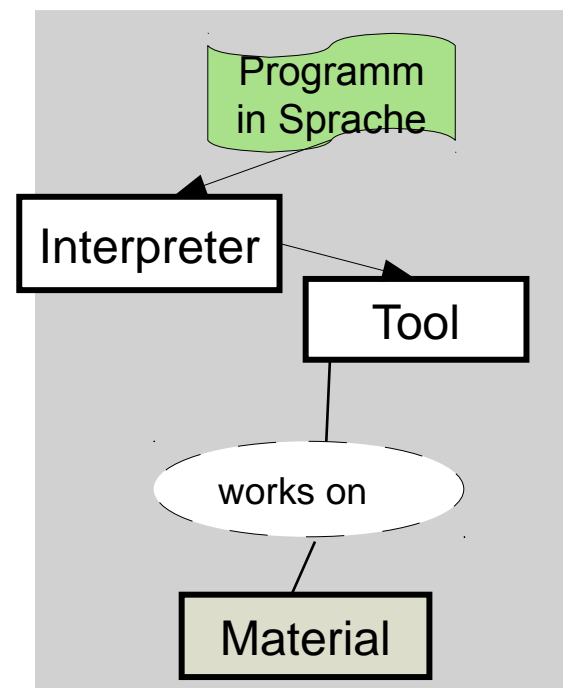 Programm
in Sprache
Interpreter
Tool
works on
Material